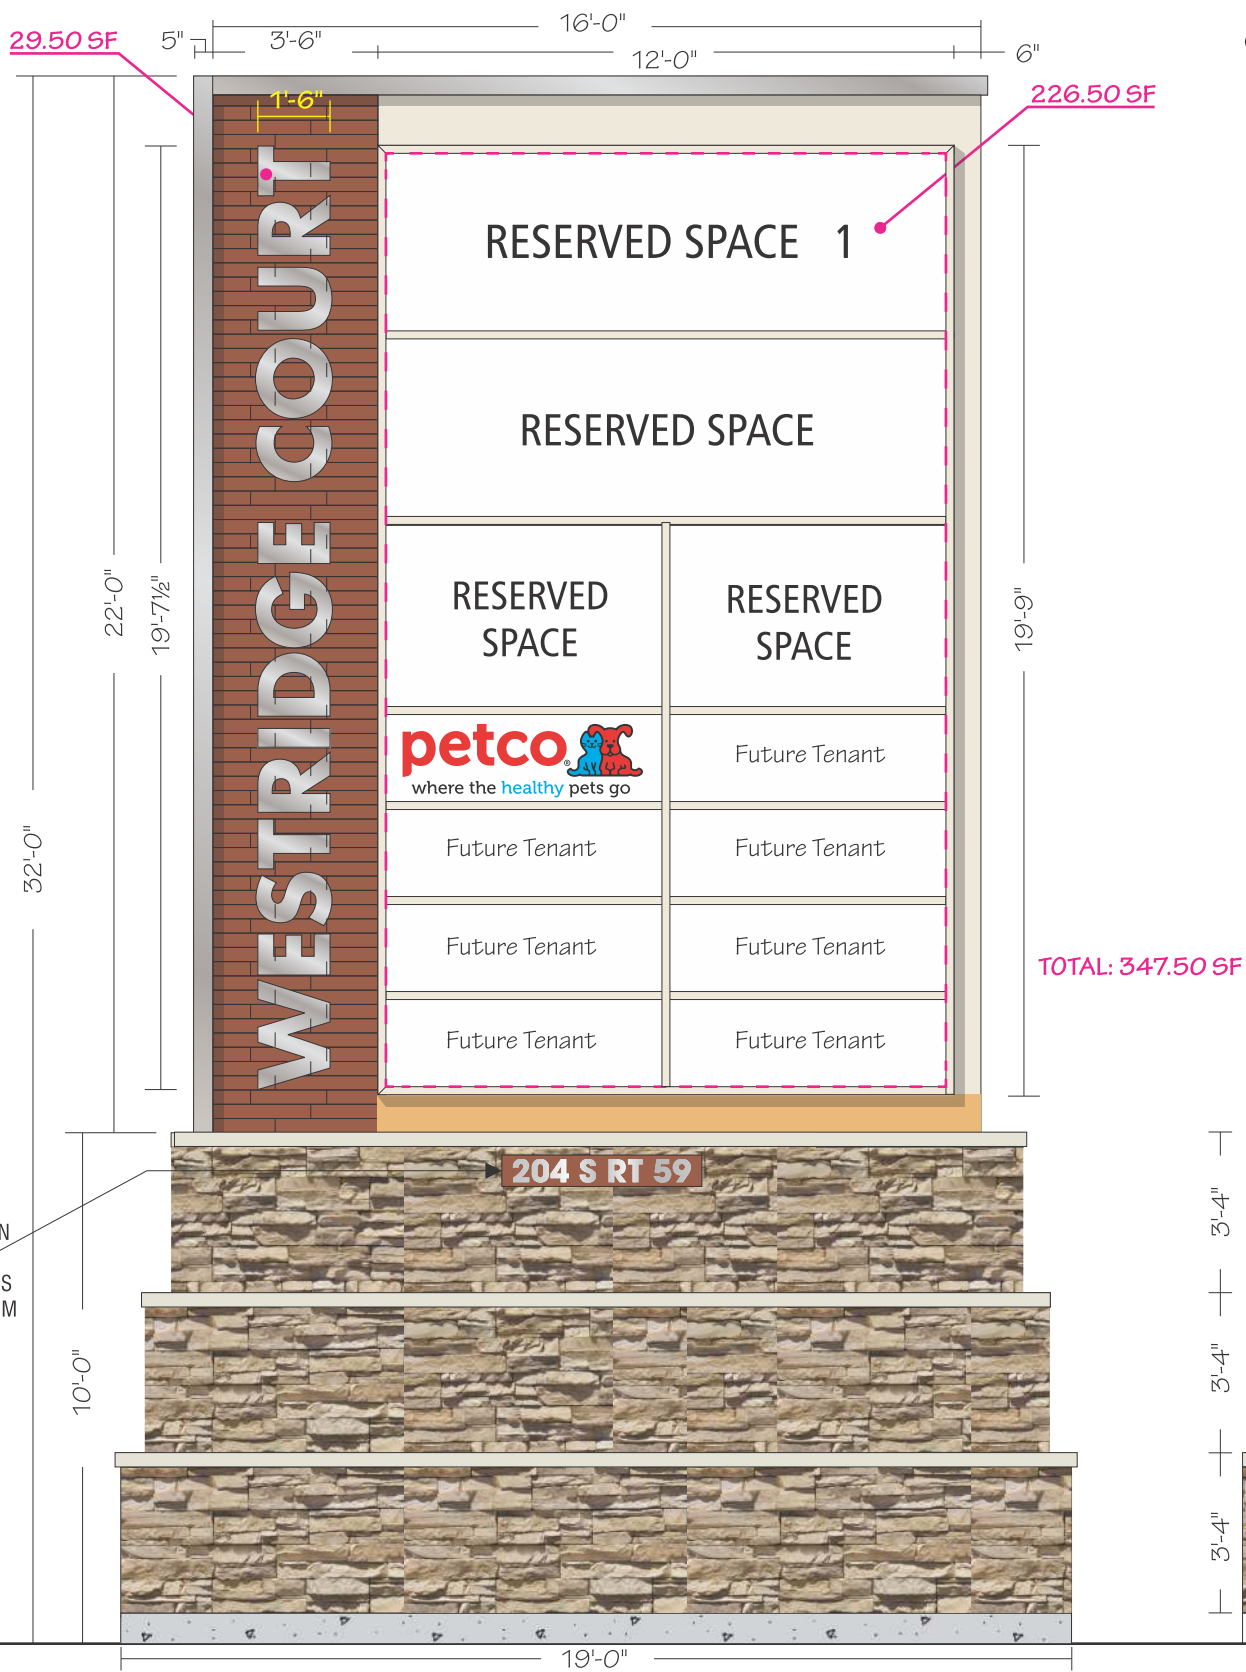 16'-0"
29.50 SF
5"
3'-6"
12'-0"
6"
1'-6"
226.50 SF
WESTRIDGE COURT
RESERVED SPACE 1
RESERVED SPACE
RESERVED
SPACE
RESERVED
SPACE
22'-0"
19'-7½"
19'-9"
petco®
where the healthy pets go
Future Tenant
32'-0"
Future Tenant
Future Tenant
Future Tenant
Future Tenant
TOTAL: 347.50 SF
Future Tenant
Future Tenant
204 S RT 59
N
S
M
3'-4"
10'-0"
3'-4"
3'-4"
19'-0"